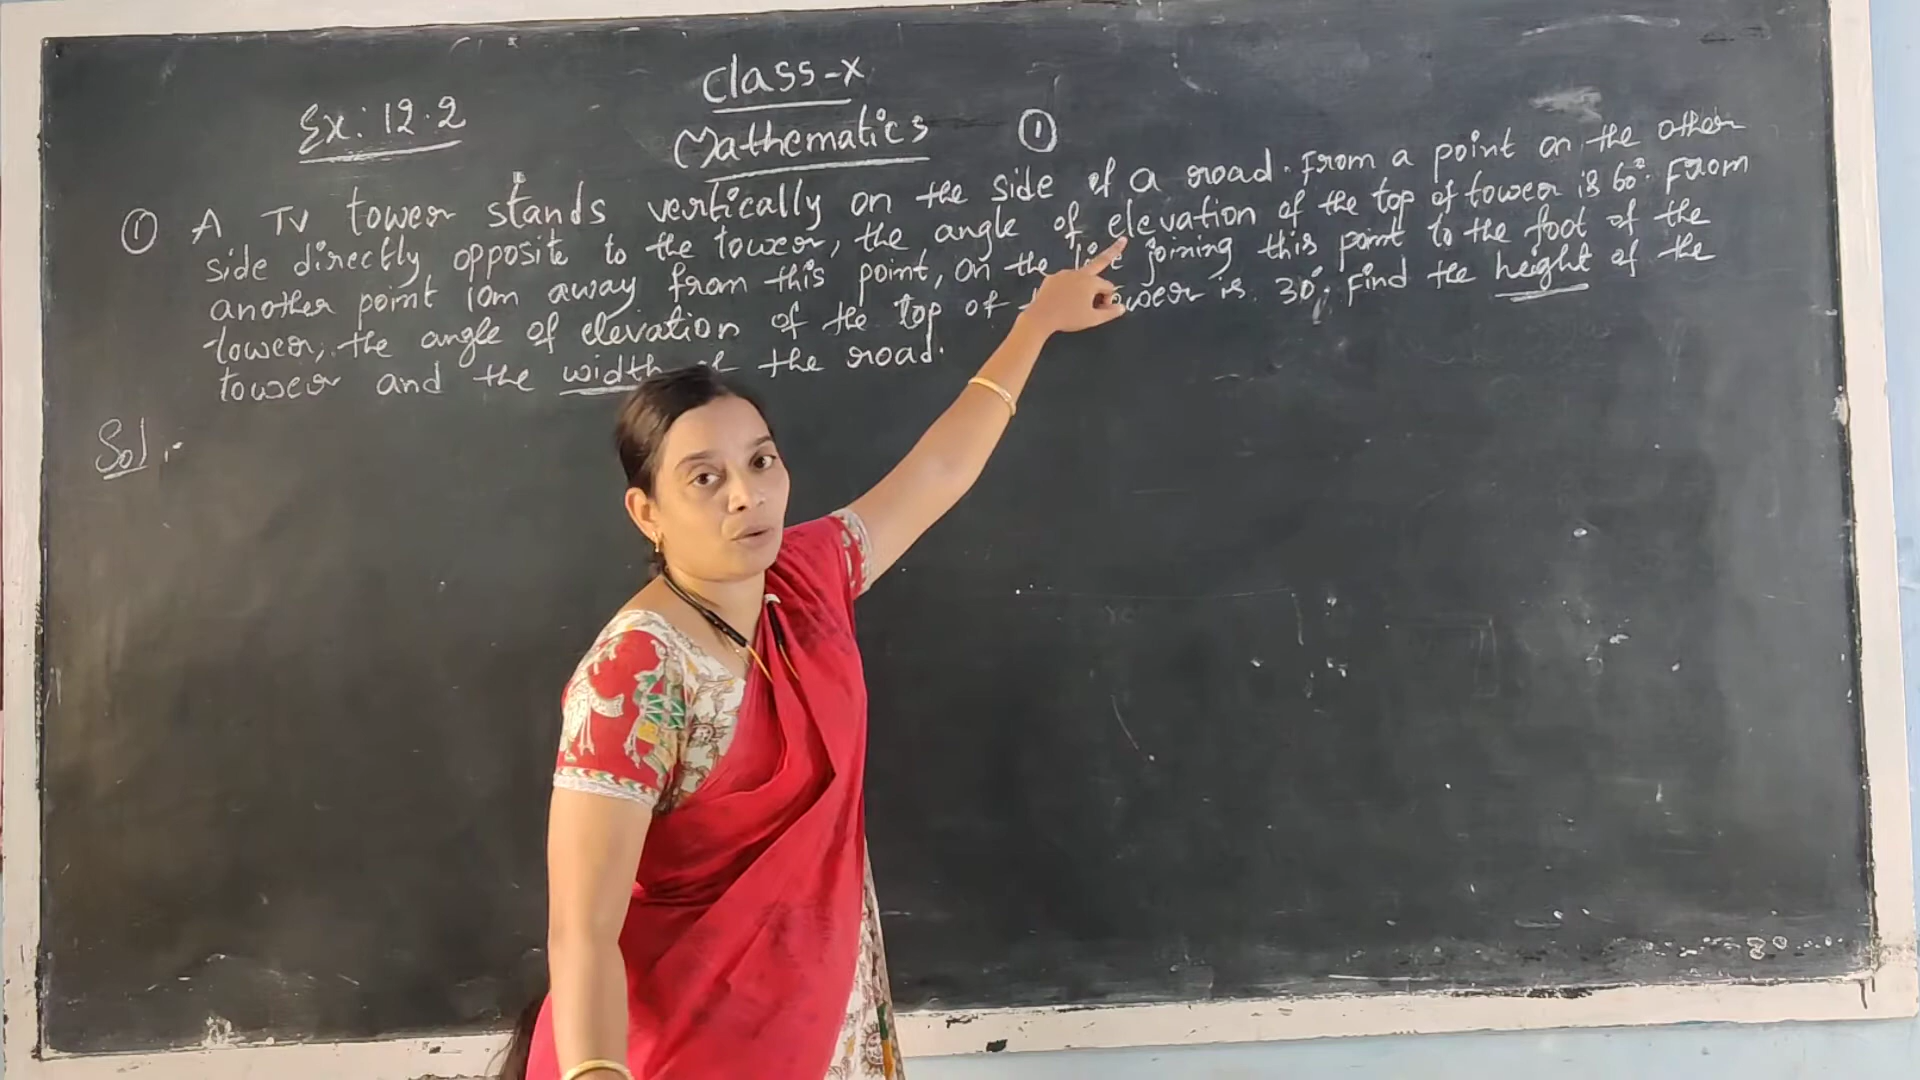 Class-X
Ex: 12.2
Mathematics ①
① A TV tower stands vertically on the side of a road. From a point on the other
side directly opposite to the tower, the angle of elevation of the top of tower is 60°. From
another point 10m away from this point, on the line joining this point to the foot of the
tower, the angle of elevation of the top of tower is 30°. Find the height of the
tower and the width of the road.
Sol:-